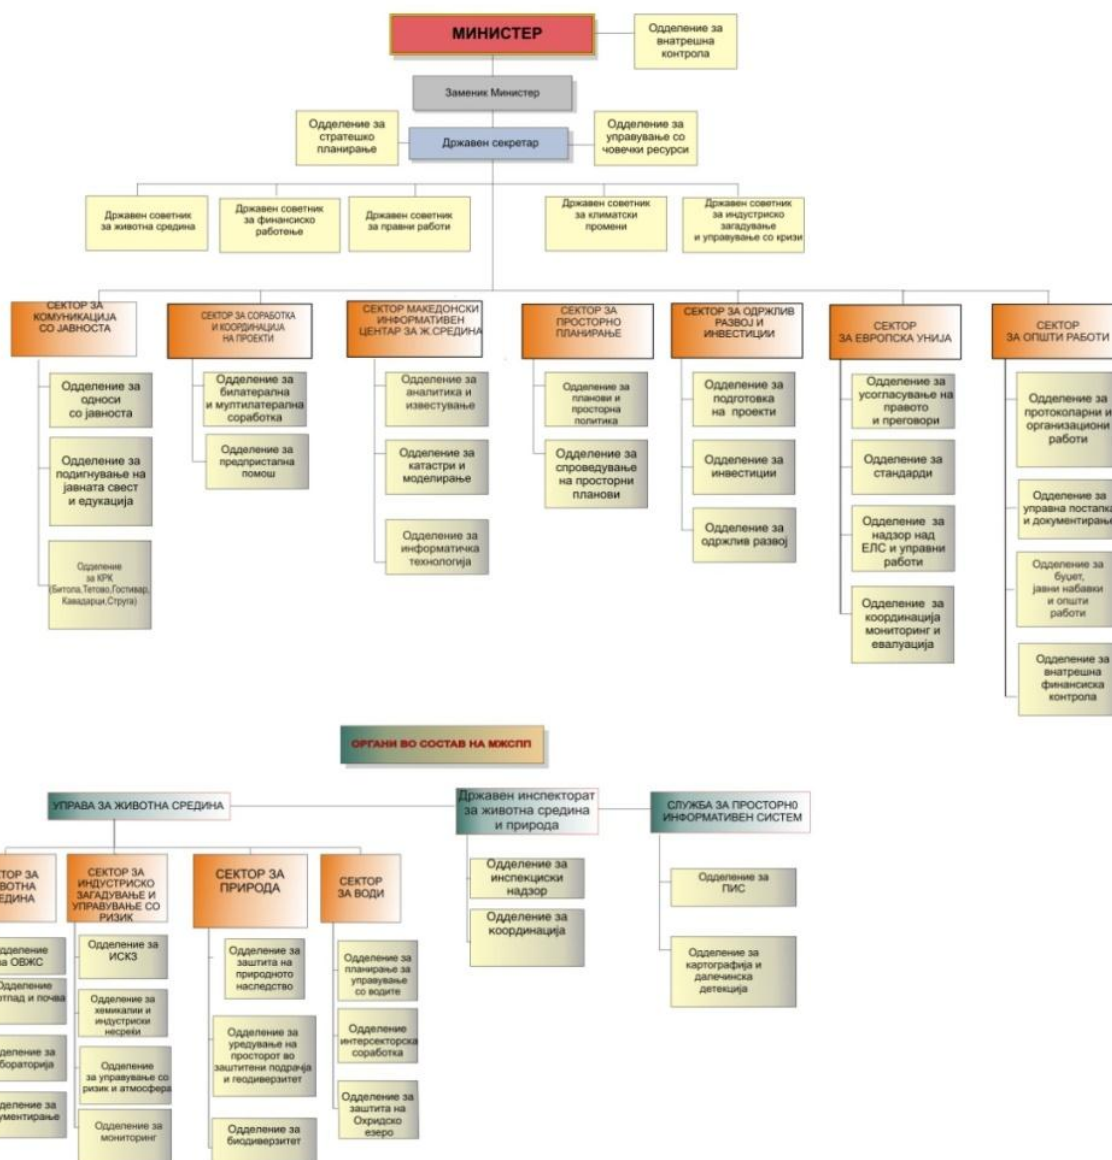 МИНИСТЕР
Одделение за
внатрешна
контрола
Заменик Министер
Одделение за
стратешко
планирање
Државен секретар
Одделение за
управување со
човечки ресурси
Државен советник
за животна средина
Државен советник
за финансиско
работење
Државен советник
за правни работи
Државен советник
за климатски
промени
Државен советник
за индустриско
загадување
и управување со кризи
СЕКТОР ЗА
КОМУНИКАЦИЈА
СО ЈАВНОСТА
Одделение за
односи
со јавноста
Одделение за
подигнување на
јавната свест
и едукација
Одделение
за КРК
(Битола,Тетово,Гостивар,
Кавадарци,Струга)
СЕКТОР ЗА СОРАБОТКА
И КООРДИНАЦИЈА
НА ПРОЕКТИ
Одделение за
билатерална
и мултилатерална
соработка
Одделение за
предпристапна
помош
СЕКТОР МАКЕДОНСКИ
ИНФОРМАТИВЕН
ЦЕНТАР ЗА Ж.СРЕДИНА
Одделение за
аналитика и
известување
Одделение за
катастри и
моделирање
Одделение за
информатичка
технологија
СЕКТОР ЗА
ПРОСТОРНО
ПЛАНИРАЊЕ
Одделение за
планови и
просторна
политика
Одделение за
спроведување
на просторни
планови
СЕКТОР ЗА ОДРЖЛИВ
РАЗВОЈ И
ИНВЕСТИЦИИ
Одделение за
подготовка
на проекти
Одделение за
инвестиции
Одделение за
одржлив развој
СЕКТОР
ЗА ЕВРОПСКА УНИЈА
Одделение за
усогласување на
правото
и преговори
Одделение за
стандарди
Одделение за
надзор над
ЕЛС и управни
работи
Одделение за
координација
мониторинг и
евалуација
СЕКТОР
ЗА ОПШТИ РАБОТИ
Одделение за
протоколарни и
организациони
работи
Одделение за
управна постапка
и документирање
Одделение за
буџет,
јавни набавки
и општи
работи
Одделение за
внатрешна
финансиска
контрола
ОРГАНИ ВО СОСТАВ НА МЖСПП
УПРАВА ЗА ЖИВОТНА СРЕДИНА
Државен инспекторат
за животна средина
и природа
СЛУЖБА ЗА ПРОСТОРН0
ИНФОРМАТИВЕН СИСТЕМ
ЗА
ОВЖС
и почва
за
СЕКТОР ЗА
ИНДУСТРИСКО
ЗАГАДУВАЊЕ И
УПРАВУВАЊЕ СО
РИЗИК
Одделение за
ИСКЗ
Одделение за
хемикалии и
индустриски
несреќи
Одделение
за управување со
ризик и атмосфера
Одделение за
мониторинг
СЕКТОР ЗА
ПРИРОДА
Одделение за
заштита на
природното
наследство
Одделение за
уредување на
просторот во
заштитени подрачја
и геодиверзитет
Одделение за
биодиверзитет
СЕКТОР
ЗА ВОДИ
Одделение за
планирање за
управување
со водите
Одделение
интерсекторска
соработка
Одделение за
заштита на
Охридско
езеро
Одделение за
инспекциски
надзор
Одделение за
координација
Одделение за
ПИС
Одделение за
картографија и
далечинска
детекција